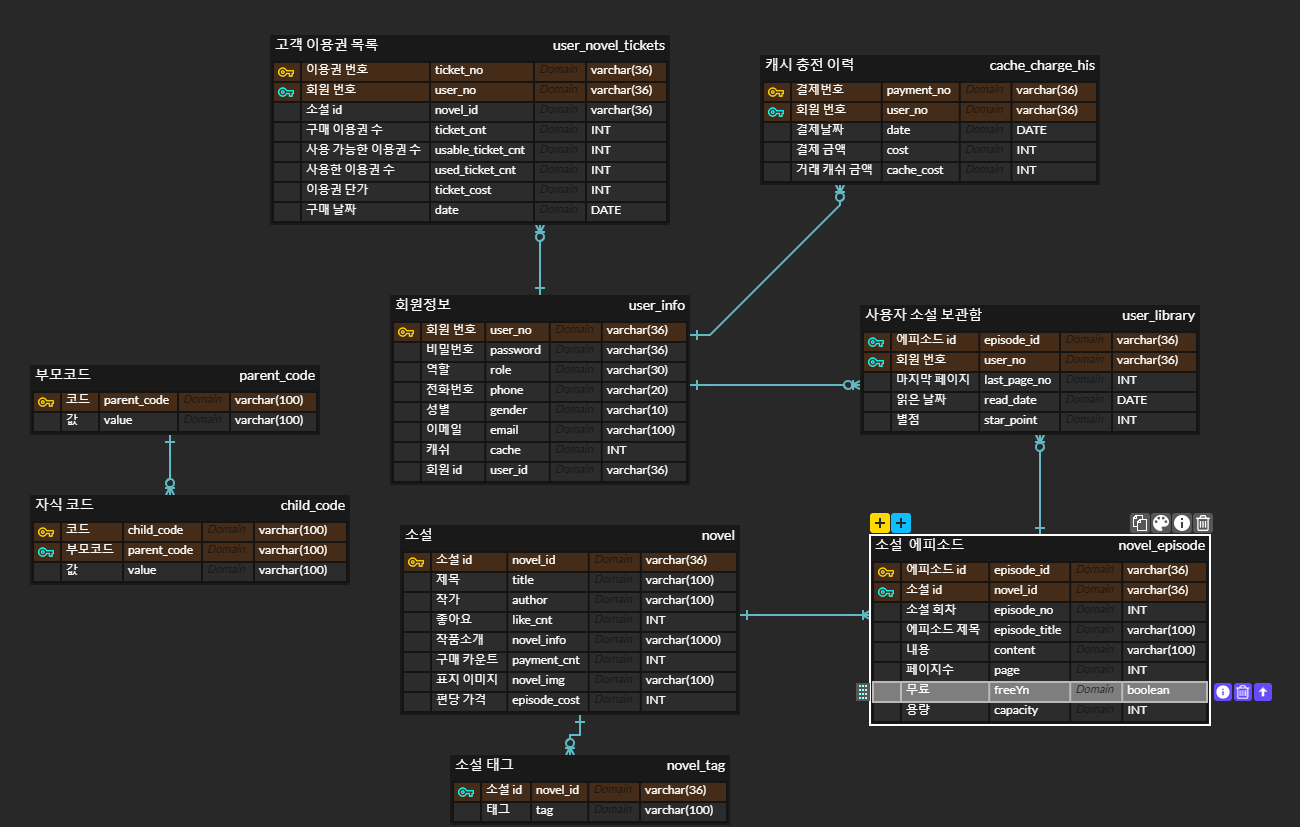 고객 이용권 목록 user_novel_tickets
이용권 번호 ticket_no Domain varchar(36)
회원 번호 user_no Domain varchar(36)
소설 id novel_id Domain varchar(36)
구매 이용권 수 ticket_cnt Domain INT
사용 가능한 이용권 수 usable_ticket_cnt Domain INT
사용한 이용권 수 used_ticket_cnt Domain INT
이용권 단가 ticket_cost Domain INT
구매 날짜 date Domain DATE
캐시 충전 이력 cache_charge_his
결제번호 payment_no Domain varchar(36)
회원 번호 user_no Domain varchar(36)
결제날짜 date Domain DATE
결제 금액 cost Domain INT
거래 캐쉬 금액 cache_cost Domain INT
회원정보 user_info
회원 번호 user_no Domain varchar(36)
비밀번호 password Domain varchar(36)
역할 role Domain varchar(30)
전화번호 phone Domain varchar(20)
성별 gender Domain varchar(10)
이메일 email Domain varchar(100)
캐쉬 cache Domain INT
회원 id user_id Domain varchar(36)
사용자 소설 보관함 user_library
에피소드 id episode_id Domain varchar(36)
회원 번호 user_no Domain varchar(36)
마지막 페이지 last_page_no Domain INT
읽은 날짜 read_date Domain DATE
별점 star_point Domain INT
부모코드 parent_code
코드 parent_code Domain varchar(100)
값 value Domain varchar(100)
자식 코드 child_code
코드 child_code Domain varchar(100)
부모코드 parent_code Domain varchar(100)
값 value Domain varchar(100)
소설 novel
소설 id novel_id Domain varchar(36)
제목 title Domain varchar(100)
작가 author Domain varchar(100)
좋아요 like_cnt Domain INT
작품소개 novel_info Domain varchar(1000)
구매 카운트 payment_cnt Domain INT
표지 이미지 novel_img Domain varchar(100)
편당 가격 episode_cost Domain INT
소설 에피소드 novel_episode
에피소드 id episode_id Domain varchar(36)
소설 id novel_id Domain varchar(36)
소설 회차 episode_no Domain INT
에피소드 제목 episode_title Domain varchar(100)
내용 content Domain varchar(100)
페이지수 page Domain INT
무료 freeYn Domain boolean
용량 capacity Domain INT
소설 태그 novel_tag
소설 id novel_id Domain varchar(36)
태그 tag Domain varchar(100)